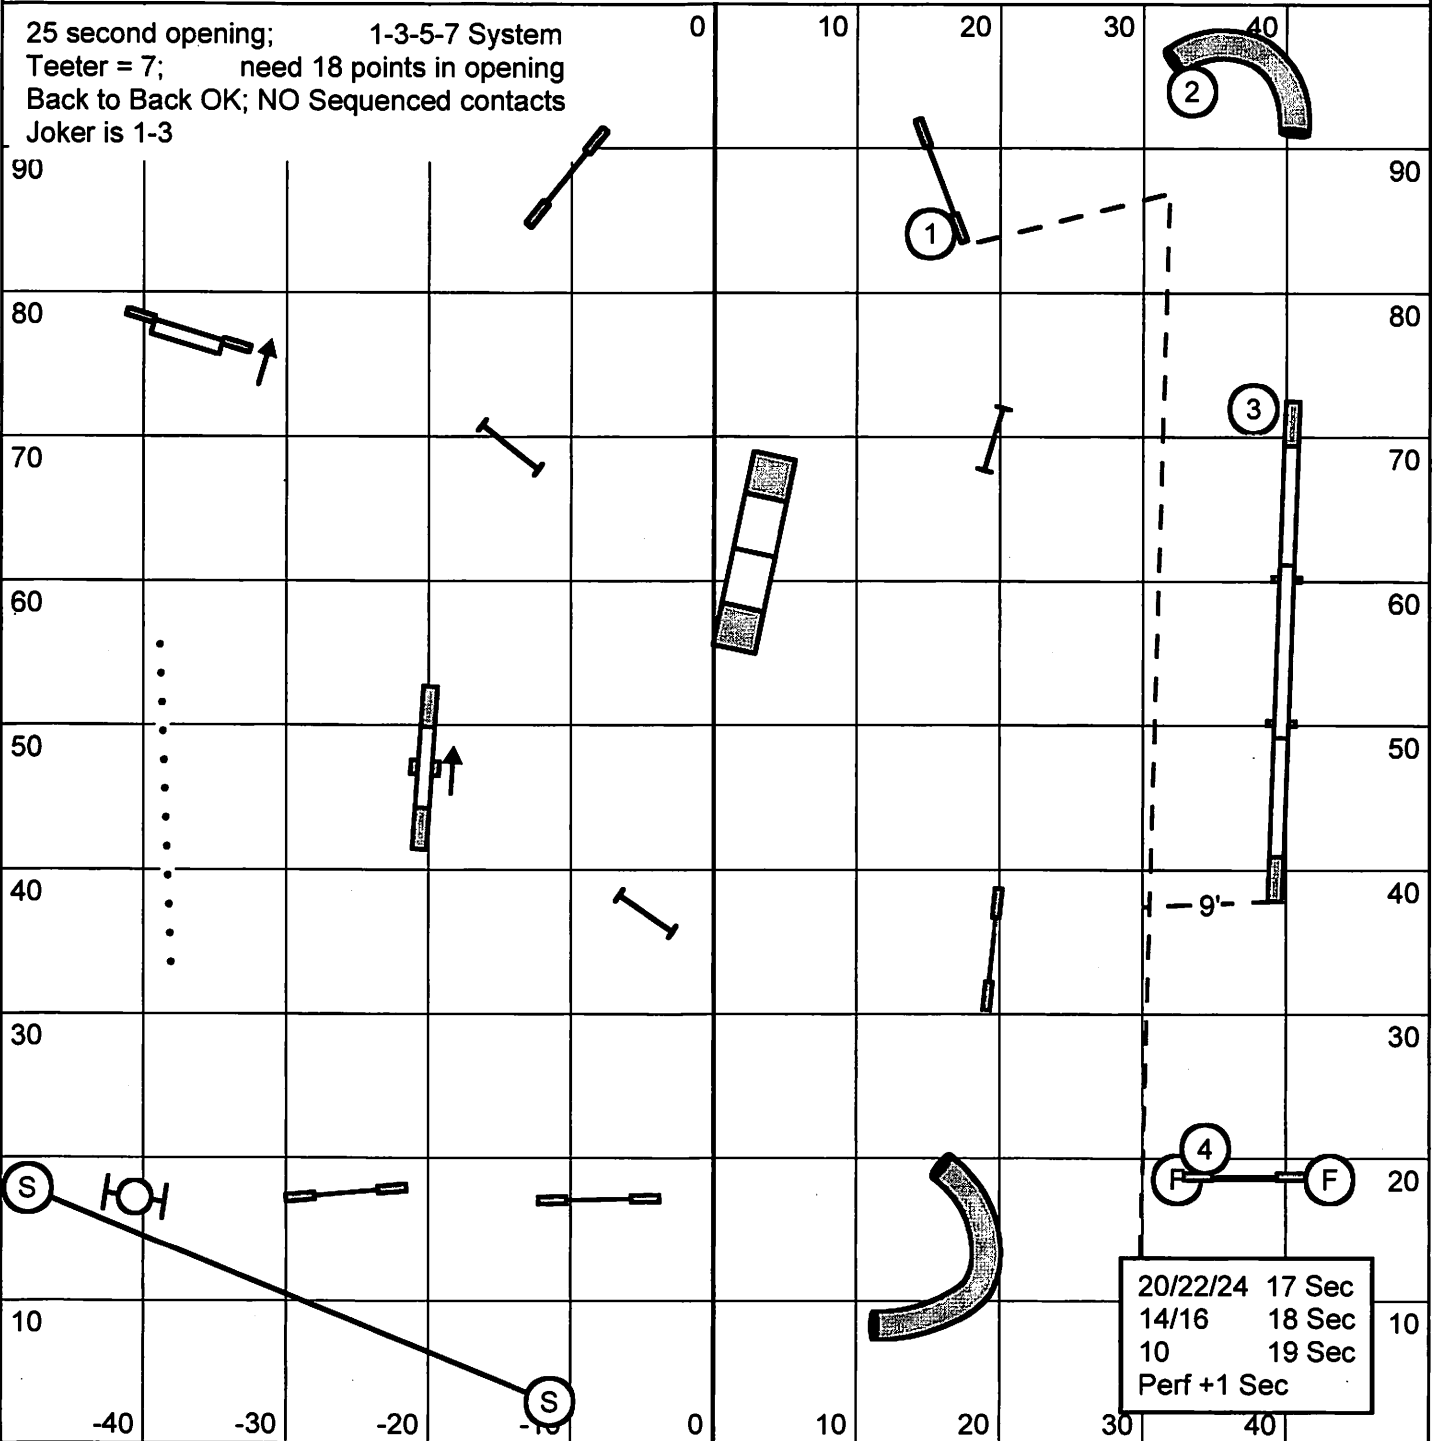 25 second opening; 1-3-5-7 System
Teeter = 7; need 18 points in opening
Back to Back OK; NO Sequenced contacts
Joker is 1-3
0 10 20 30 40
2
90 90
1
80 80
3
70 70
60 60
50 50
40 40
9'
30 30
4
S F F 20
20/22/24 17 Sec
14/16 18 Sec
10 19 Sec
Perf +1 Sec
10 10
S
-40 -30 -20 -10 0 10 20 30 40